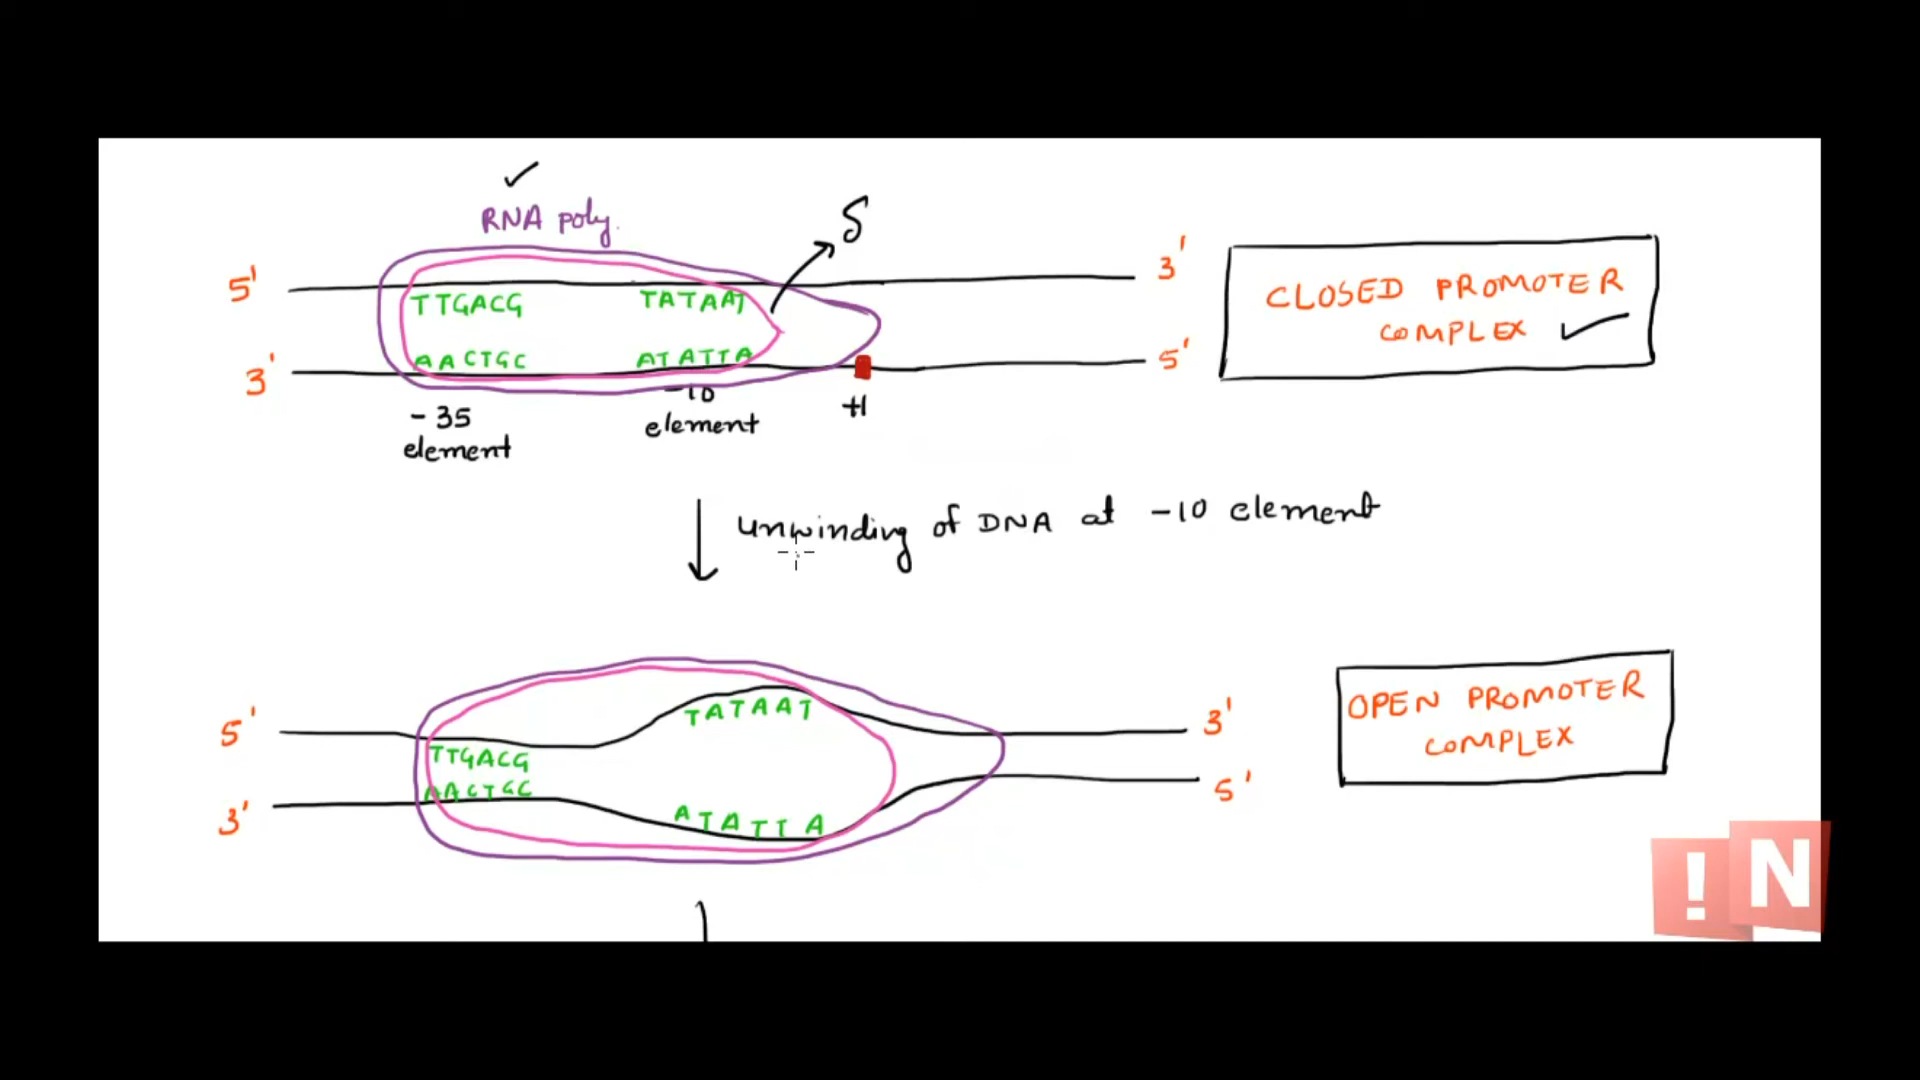 RNA poly.
δ
5' 3'
TTGACG TATAAT
AACTGC ATATTA
3' 5'
-35 element
-10 element
+1
CLOSED PROMOTER
COMPLEX
unwinding of DNA at -10 element
5' 3'
TATAAT
TTGACG
AACTGC
ATATTA
3' 5'
OPEN PROMOTER
COMPLEX
! N